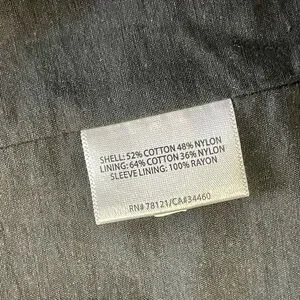 SHELL: 52% COTTON 48% NYLON
LINING: 64% COTTON 36% NYLON
SLEEVE LINING: 100% RAYON
RN# 78121/CA#34460